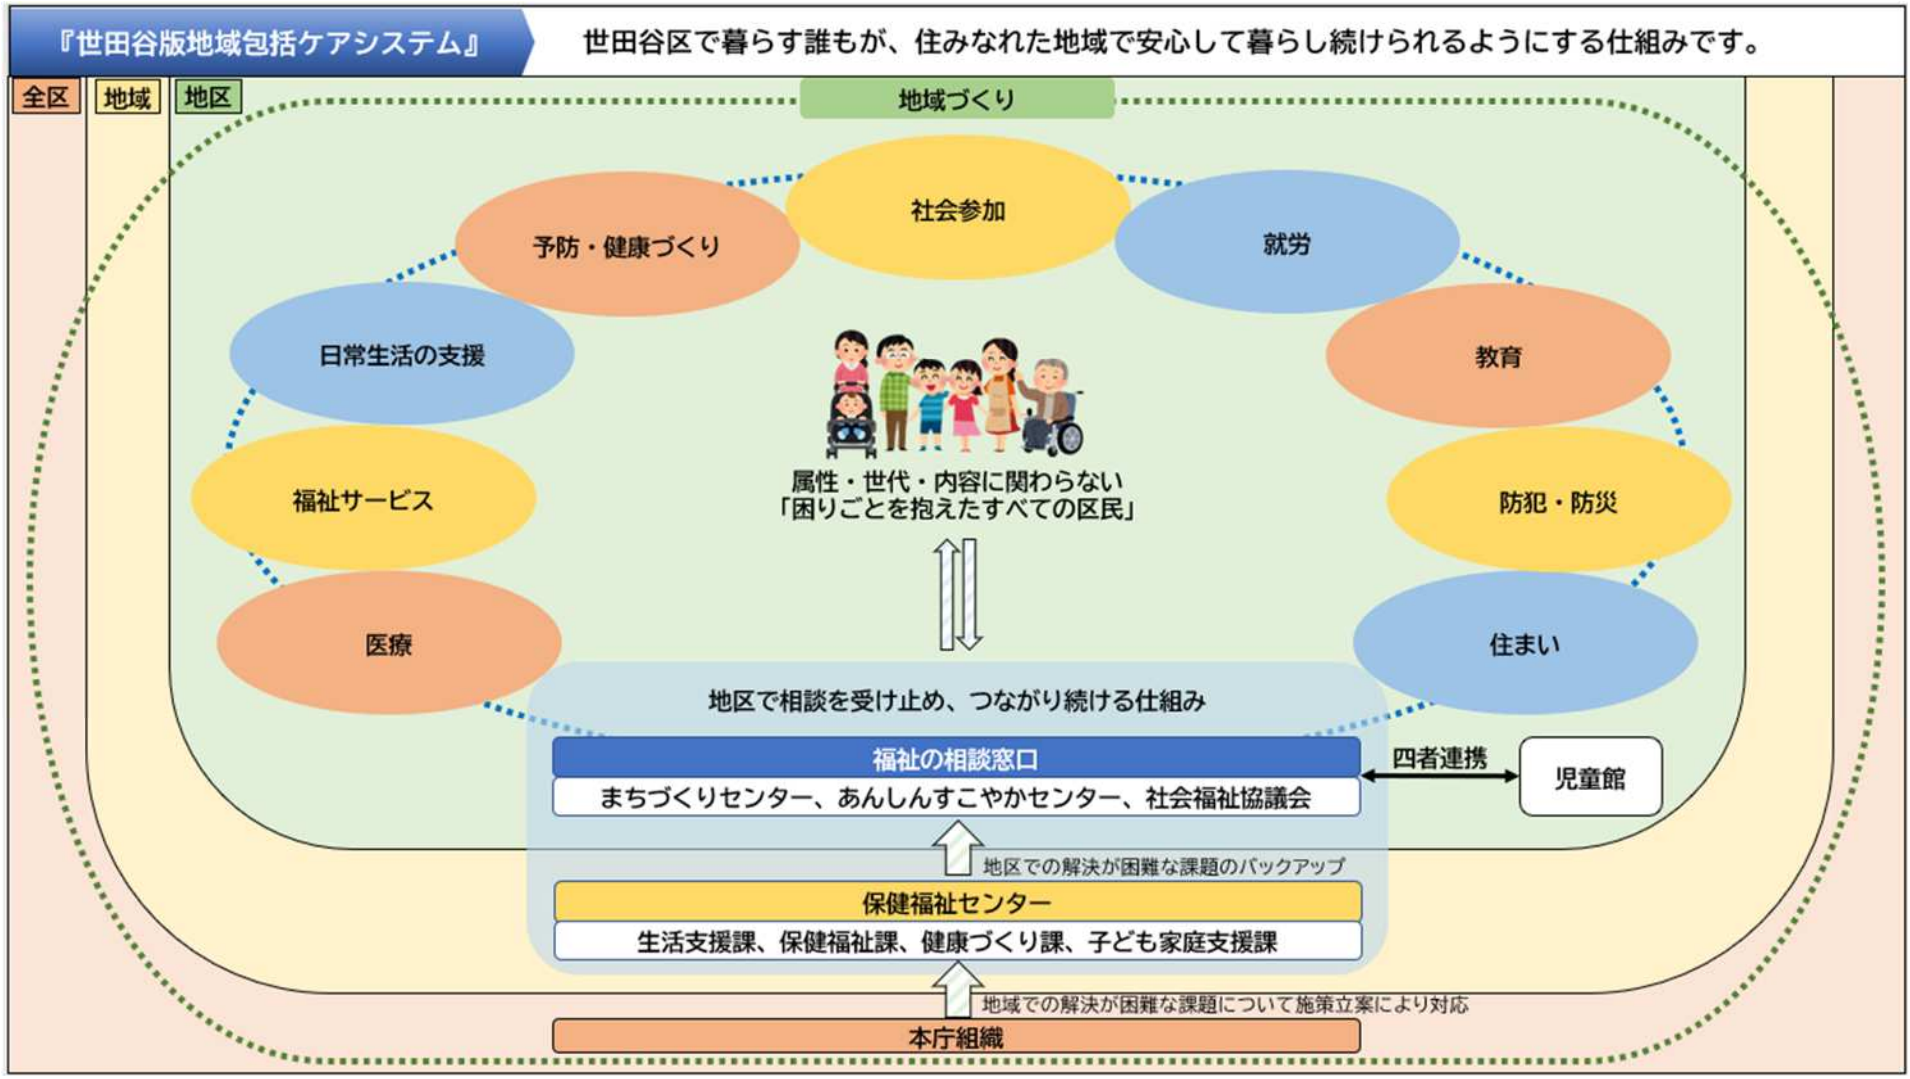 『世田谷版地域包括ケアシステム』
世田谷区で暮らす誰もが、住みなれた地域で安心して暮らし続けられるようにする仕組みです。
全区
地域
地区
地域づくり
社会参加
予防・健康づくり
就労
日常生活の支援
教育
福祉サービス
防犯・防災
医療
住まい
属性・世代・内容に関わらない
「困りごとを抱えたすべての区民」
地区で相談を受け止め、つながり続ける仕組み
福祉の相談窓口
まちづくりセンター、あんしんすこやかセンター、社会福祉協議会
四者連携
児童館
地区での解決が困難な課題のバックアップ
保健福祉センター
生活支援課、保健福祉課、健康づくり課、子ども家庭支援課
地域での解決が困難な課題について施策立案により対応
本庁組織